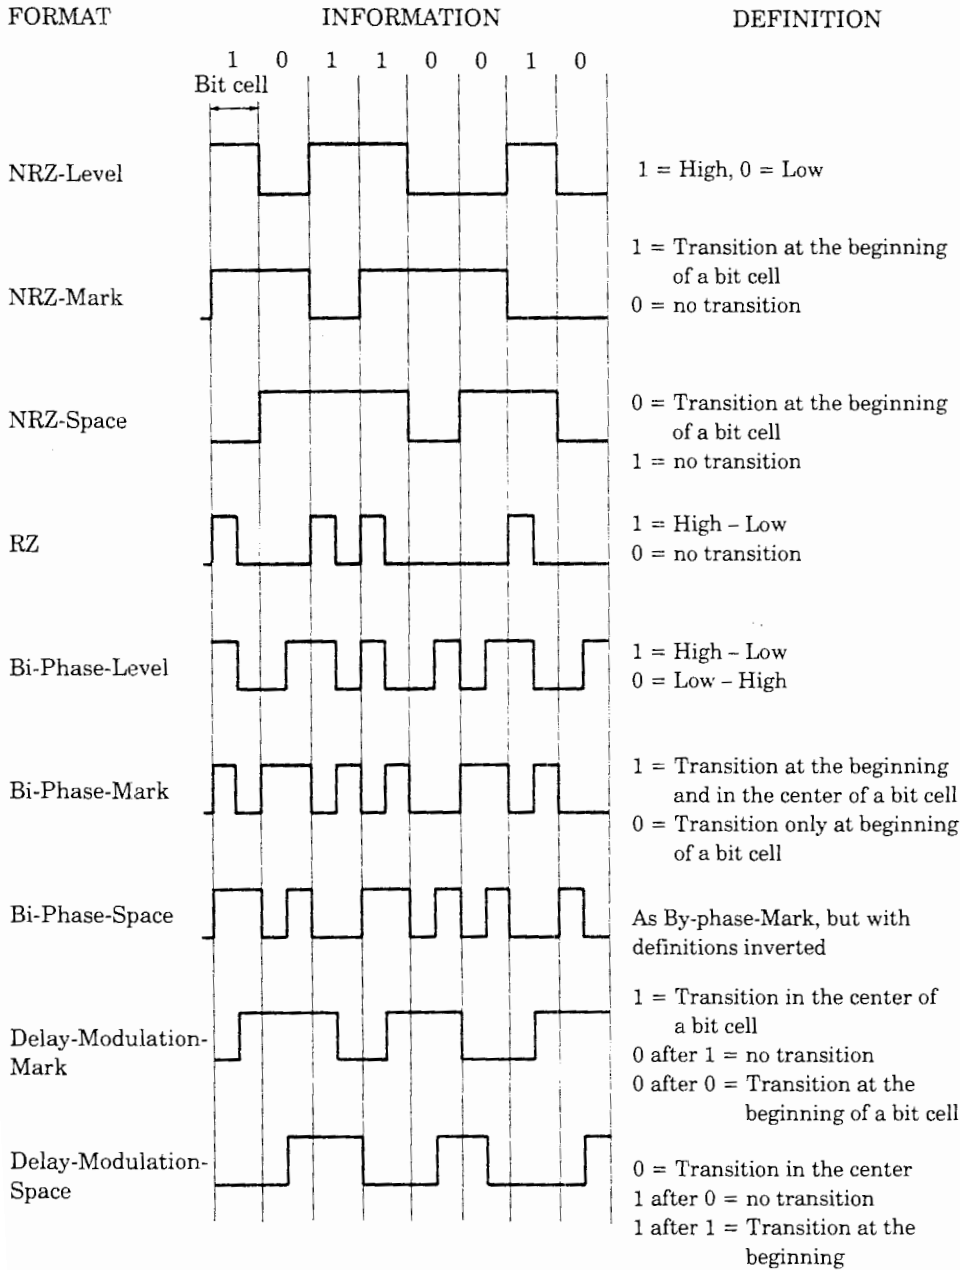 FORMAT INFORMATION DEFINITION
1 0 1 1 0 0 1 0
Bit cell
NRZ-Level
1 = High, 0 = Low
NRZ-Mark
1 = Transition at the beginning
of a bit cell
0 = no transition
NRZ-Space
0 = Transition at the beginning
of a bit cell
1 = no transition
RZ
1 = High – Low
0 = no transition
Bi-Phase-Level
1 = High – Low
0 = Low – High
Bi-Phase-Mark
1 = Transition at the beginning
and in the center of a bit cell
0 = Transition only at beginning
of a bit cell
Bi-Phase-Space
As By-phase-Mark, but with
definitions inverted
Delay-Modulation-
Mark
1 = Transition in the center of
a bit cell
0 after 1 = no transition
0 after 0 = Transition at the
beginning of a bit cell
Delay-Modulation-
Space
0 = Transition in the center
1 after 0 = no transition
1 after 1 = Transition at the
beginning